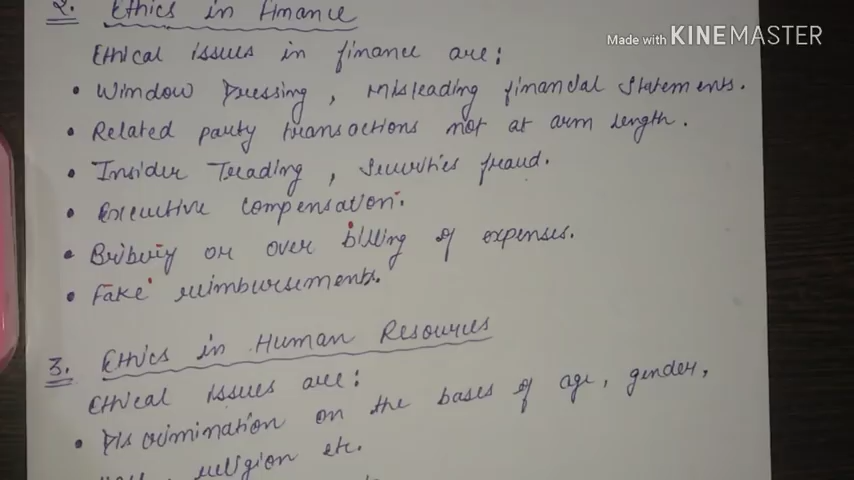 Made with KINEMASTER
2. Ethics in Finance
Ethical issues in finance are:
• Window Dressing, Misleading financial statements.
• Related party transactions not at arm length.
• Insider Trading, Securities fraud.
• Executive compensation.
• Bribery or over billing of expenses.
• Fake reimbursements.
3. Ethics in Human Resources
Ethical issues are:
• Discrimination on the bases of age, gender,
religion etc.